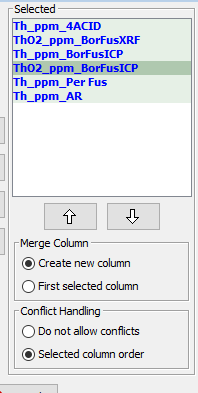 Selected
Th_ppm_4ACID
ThO2_ppm_BorFusXRF
Th_ppm_BorFusICP
ThO2_ppm_BorFusICP
Th_ppm_Per Fus
Th_ppm_AR
Merge Column
Create new column
First selected column
Conflict Handling
Do not allow conflicts
Selected column order